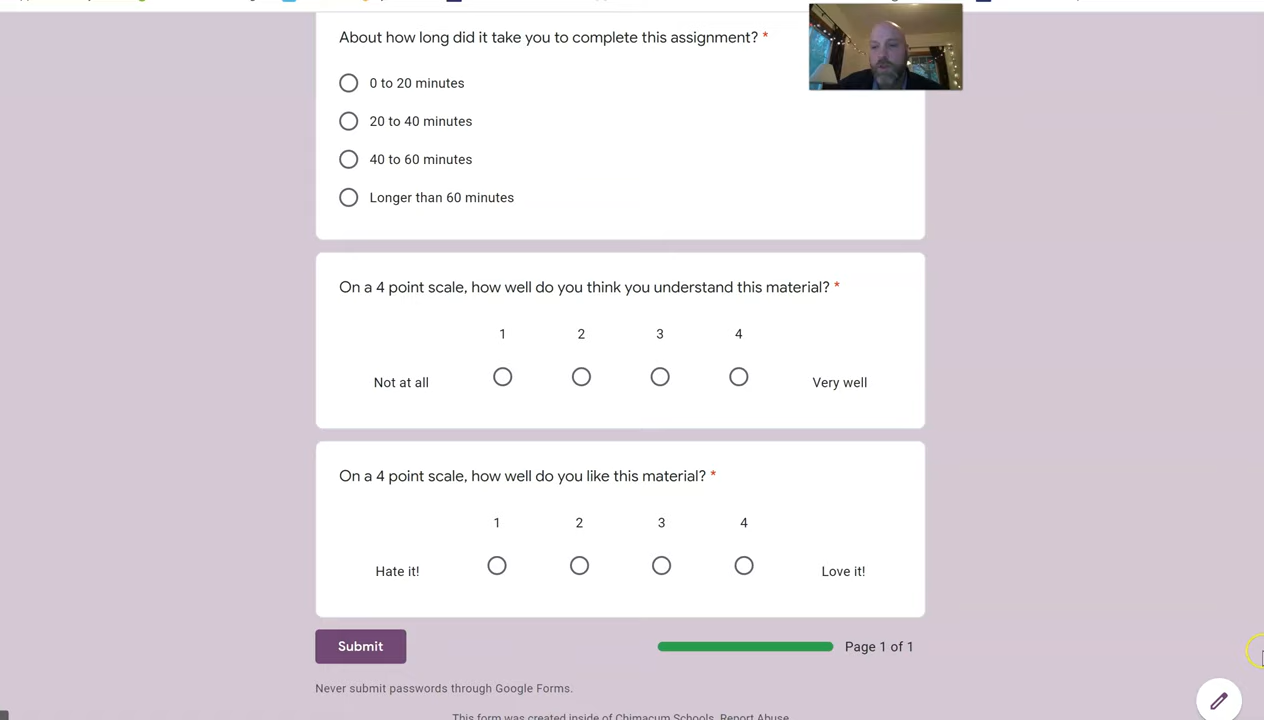 About how long did it take you to complete this assignment? *
0 to 20 minutes
20 to 40 minutes
40 to 60 minutes
Longer than 60 minutes
On a 4 point scale, how well do you think you understand this material? *
1 2 3 4
Not at all Very well
On a 4 point scale, how well do you like this material? *
1 2 3 4
Hate it! Love it!
Submit Page 1 of 1
Never submit passwords through Google Forms.
This form was created inside of Chimacum Schools. Report Abuse